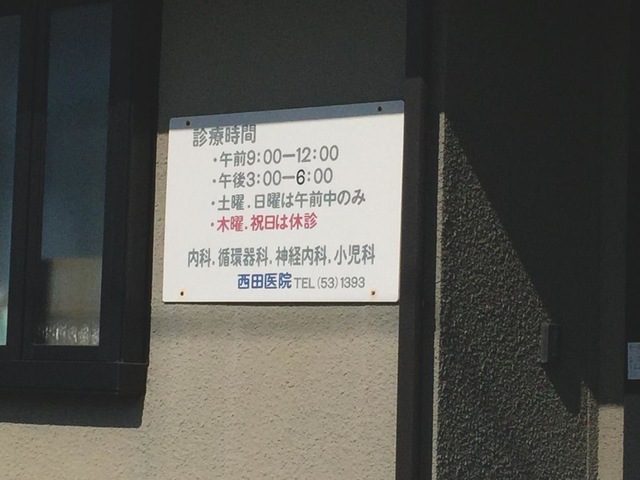 診療時間
・午前9:00ー12:00
・午後3:00ー6:00
・土曜.日曜は午前中のみ
・木曜.祝日は休診
内科.循環器科.神経内科.小児科
西田医院 TEL(53)1393